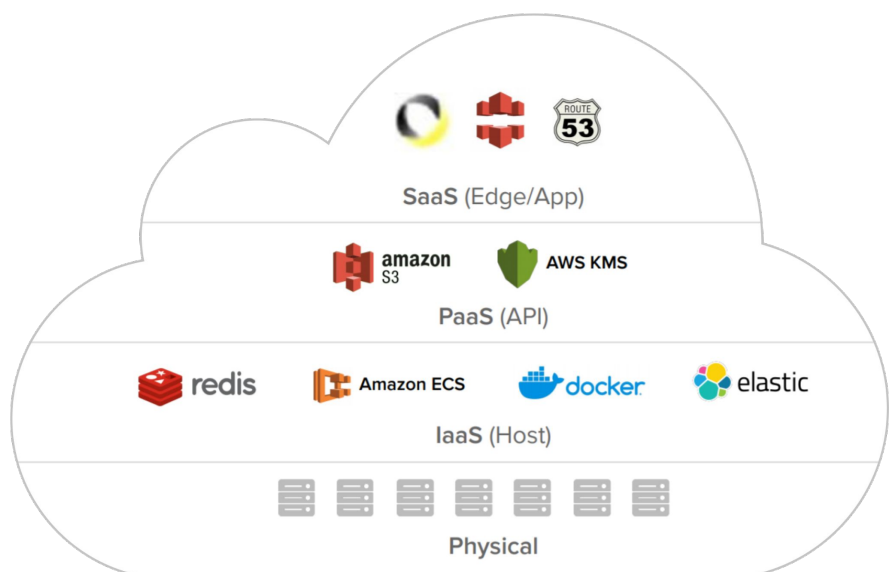 ROUTE
53
SaaS (Edge/App)
amazon
S3
AWS KMS
PaaS (API)
redis
Amazon ECS
docker
elastic
IaaS (Host)
Physical